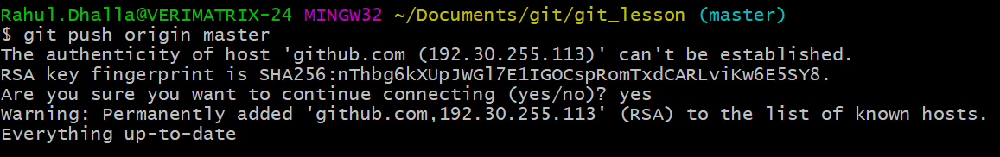 Rahul.Dhalla@VERIMATRIX-24 MINGW32 ~/Documents/git/git_lesson (master)
$ git push origin master
The authenticity of host 'github.com (192.30.255.113)' can't be established.
RSA key fingerprint is SHA256:nThbg6kXUpJWGl7E1IGOCspRomTxdCARLviKw6E5SY8.
Are you sure you want to continue connecting (yes/no)? yes
Warning: Permanently added 'github.com,192.30.255.113' (RSA) to the list of known hosts.
Everything up-to-date